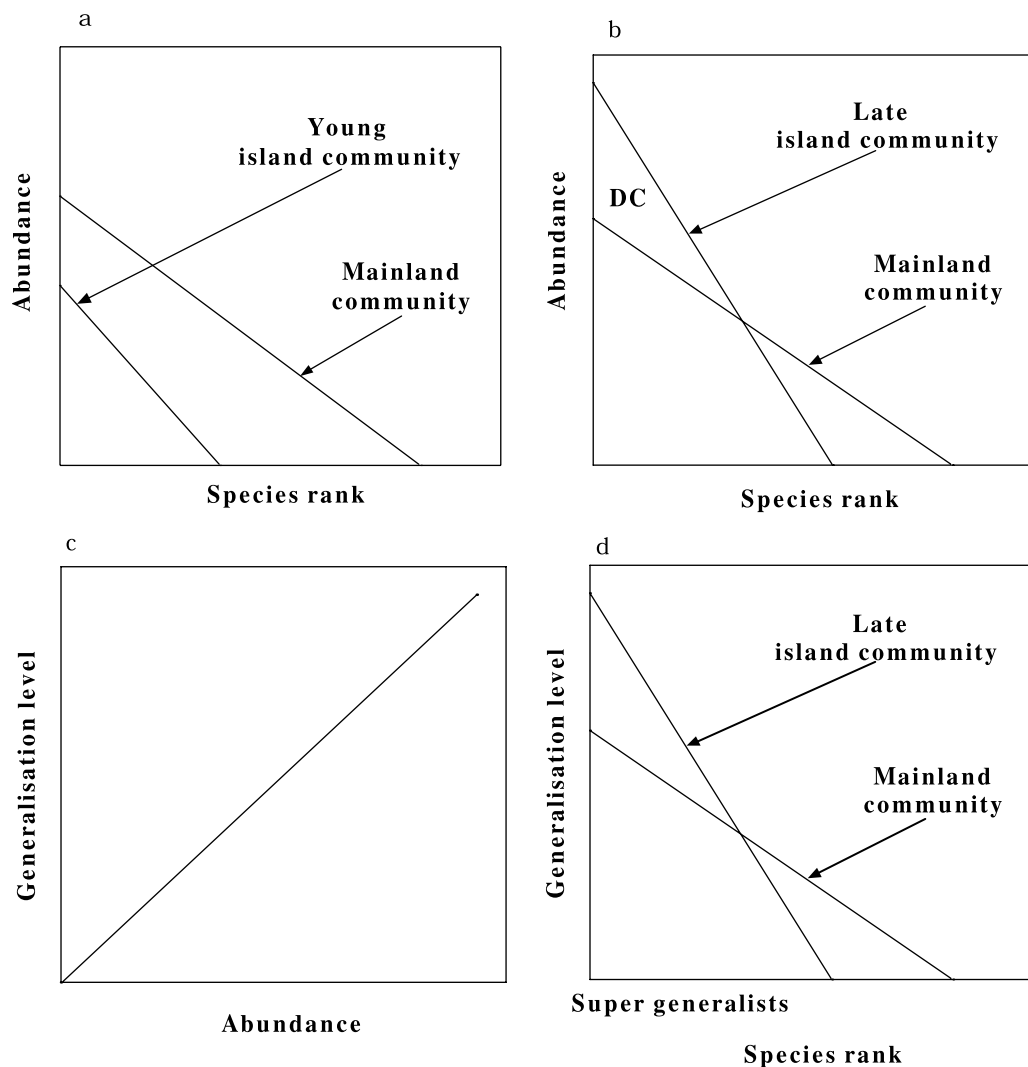 a
Young
island community
Mainland
community
Abundance
Species rank
b
Late
island community
DC
Mainland
community
Abundance
Species rank
c
Generalisation level
Abundance
d
Late
island community
Mainland
community
Generalisation level
Super generalists
Species rank